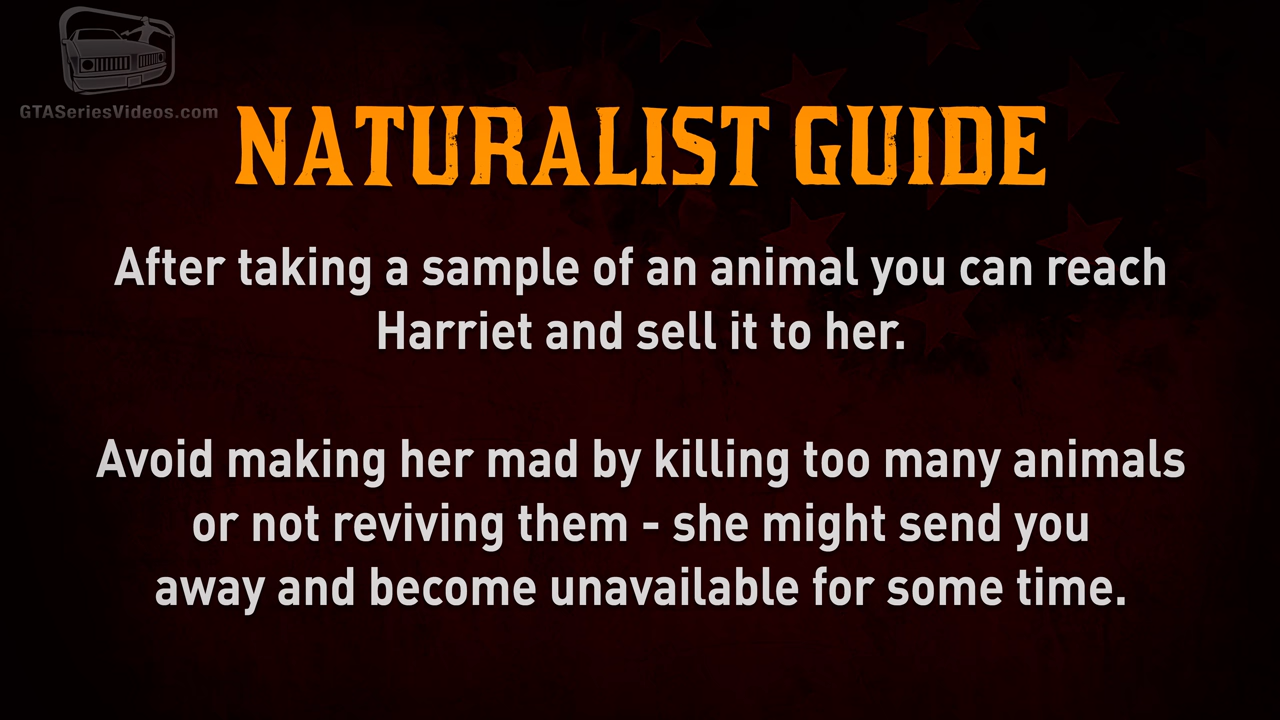 GTASeriesVideos.com
NATURALIST GUIDE
After taking a sample of an animal you can reach
Harriet and sell it to her.
Avoid making her mad by killing too many animals
or not reviving them - she might send you
away and become unavailable for some time.